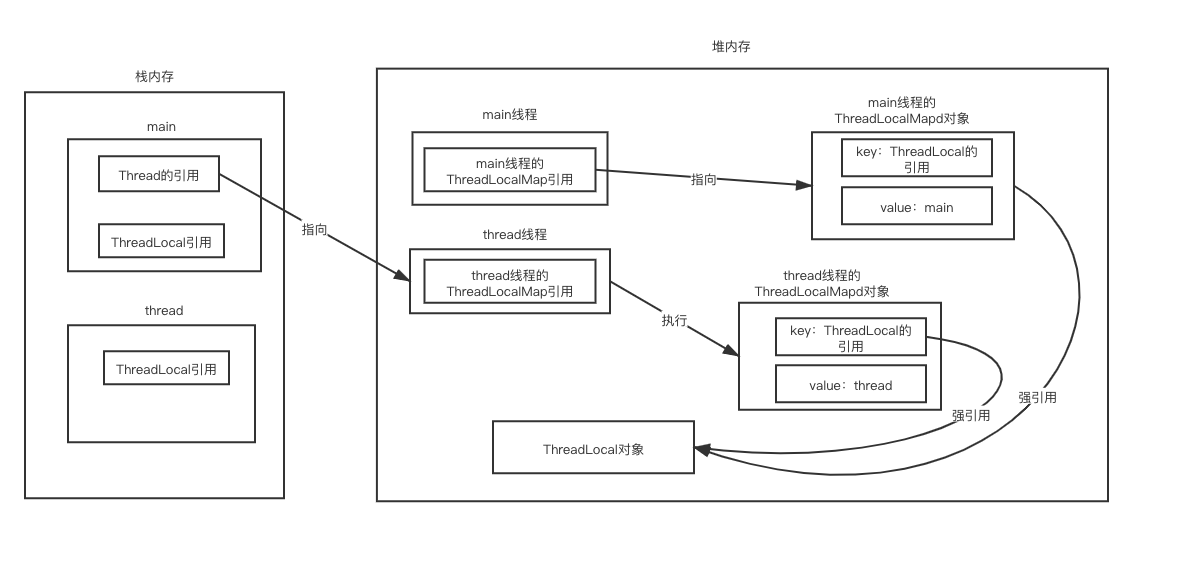 栈内存
main
Thread的引用
ThreadLocal引用
thread
ThreadLocal引用
指向
堆内存
main线程
main线程的
ThreadLocalMap引用
指向
main线程的
ThreadLocalMapd对象
key：ThreadLocal的
引用
value：main
thread线程
thread线程的
ThreadLocalMap引用
执行
thread线程的
ThreadLocalMapd对象
key：ThreadLocal的
引用
value：thread
强引用
强引用
ThreadLocal对象